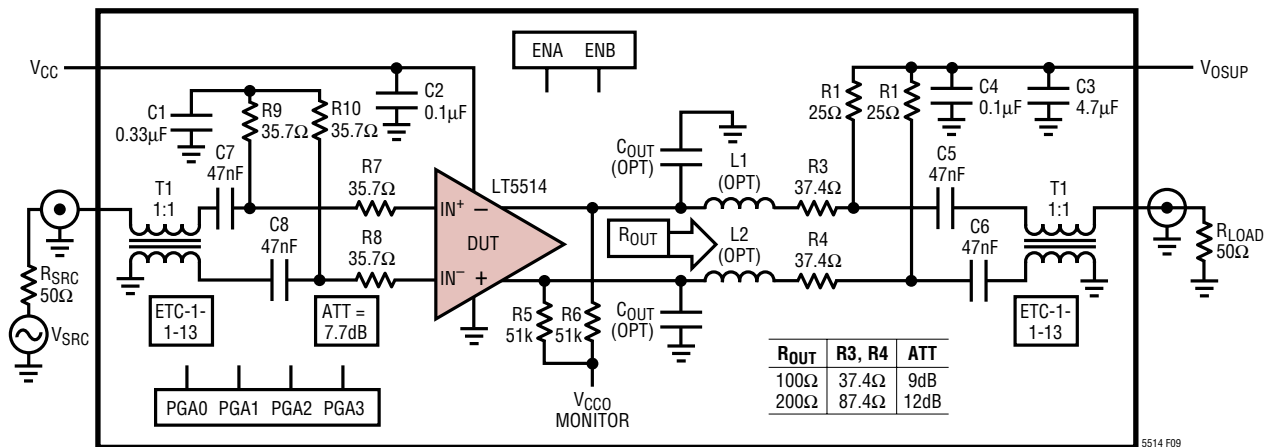 V_CC
C1
0.33µF
R9
35.7Ω
R10
35.7Ω
C2
0.1µF
ENA ENB
R1
25Ω
R1
25Ω
C4
0.1µF
C3
4.7µF
V_OSUP
C7
47nF
T1
1:1
C8
47nF
R7
35.7Ω
R8
35.7Ω
LT5514
IN+ −
DUT
IN− +
C_OUT
(OPT)
L1
(OPT)
R3
37.4Ω
C5
47nF
T1
1:1
R_OUT
L2
(OPT)
R4
37.4Ω
C6
47nF
R_LOAD
50Ω
R_SRC
50Ω
V_SRC
ETC-1-
1-13
ATT =
7.7dB
R5
51k
R6
51k
C_OUT
(OPT)
ETC-1-
1-13
R_OUT R3, R4 ATT
100Ω 37.4Ω 9dB
200Ω 87.4Ω 12dB
PGA0 PGA1 PGA2 PGA3
V_CCO
MONITOR
5514 F09